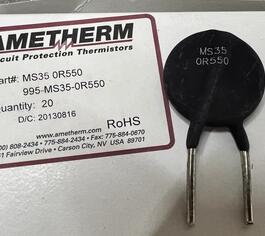 AMETHERM
Circuit Protection Thermistors
Part#: MS35 0R550
995-MS35-0R550
Quantity: 20
D/C: 20130816
RoHS
www.ametherm.com
800) 808-2434 • 775-884-2434 • Fax: 775-884-0670
61 Fairview Drive • Carson City, NV USA 89701
MS35
0R550